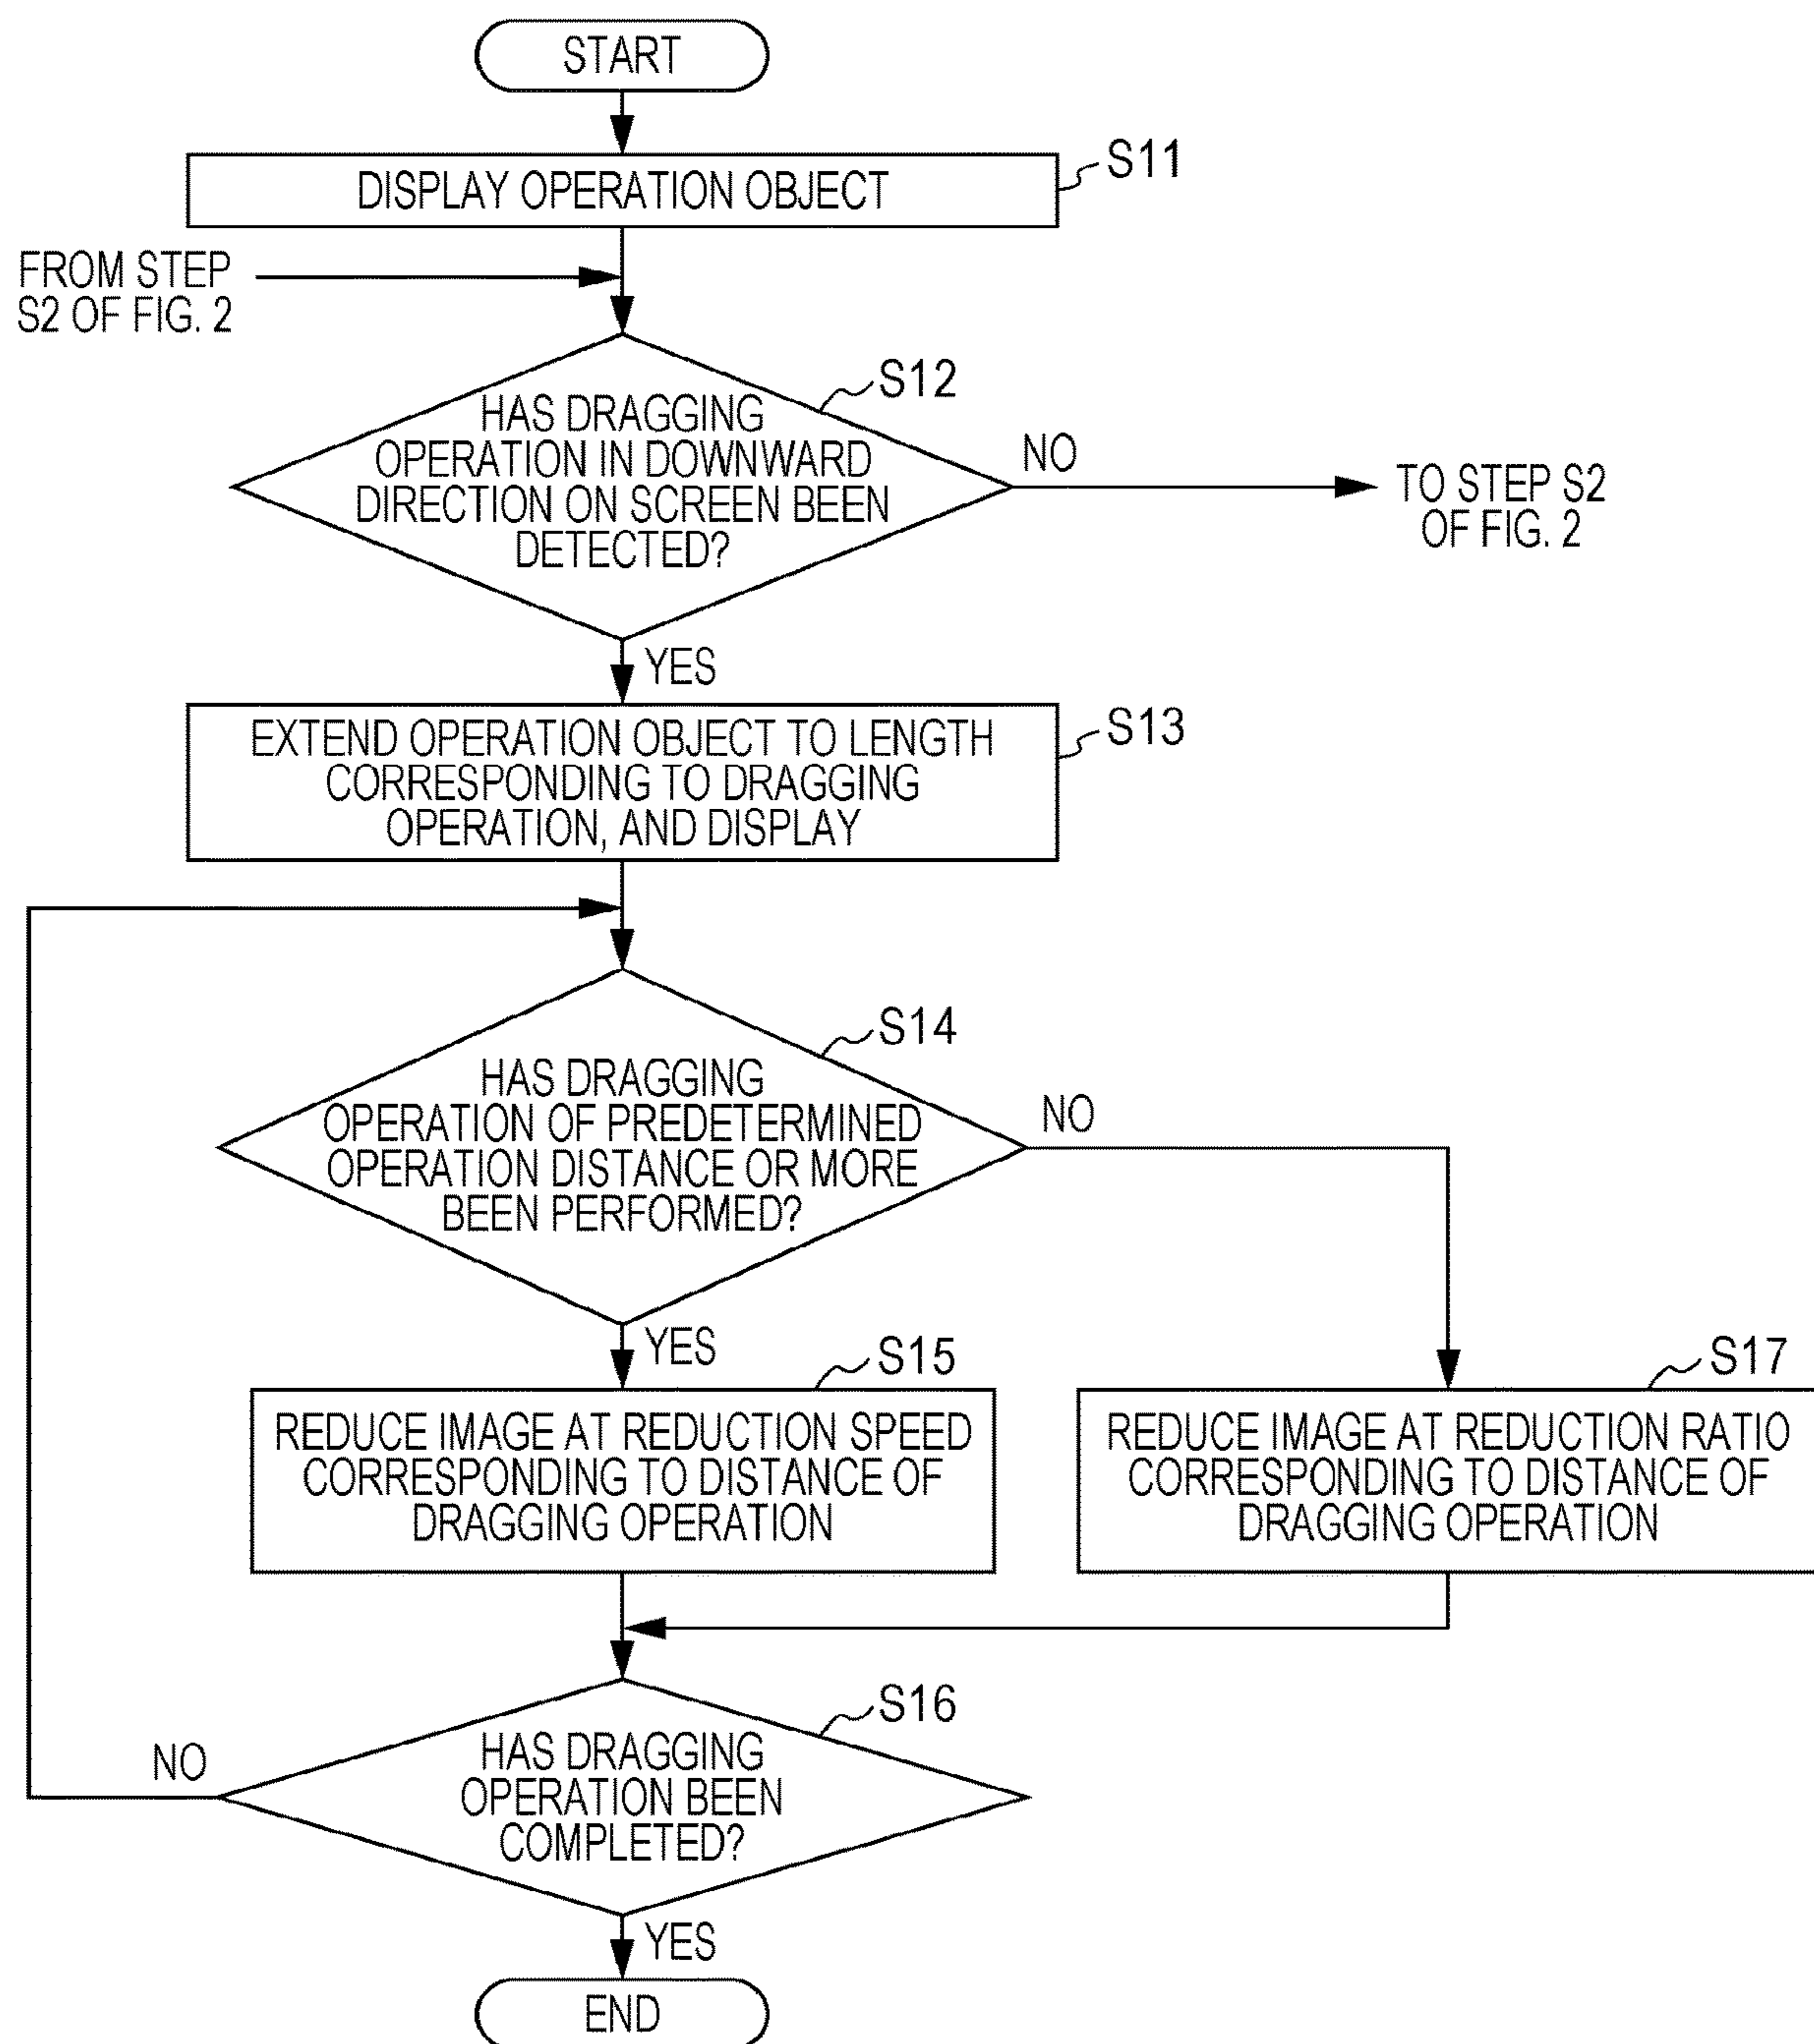 START
DISPLAY OPERATION OBJECT
S11
FROM STEP
S2 OF FIG. 2
S12
HAS DRAGGING
OPERATION IN DOWNWARD
DIRECTION ON SCREEN BEEN
DETECTED?
NO
TO STEP S2
OF FIG. 2
YES
S13
EXTEND OPERATION OBJECT TO LENGTH
CORRESPONDING TO DRAGGING
OPERATION, AND DISPLAY
S14
HAS DRAGGING
OPERATION OF PREDETERMINED
OPERATION DISTANCE OR MORE
BEEN PERFORMED?
NO
YES
S15
REDUCE IMAGE AT REDUCTION SPEED
CORRESPONDING TO DISTANCE OF
DRAGGING OPERATION
S17
REDUCE IMAGE AT REDUCTION RATIO
CORRESPONDING TO DISTANCE OF
DRAGGING OPERATION
S16
HAS DRAGGING
OPERATION BEEN
COMPLETED?
NO
YES
END